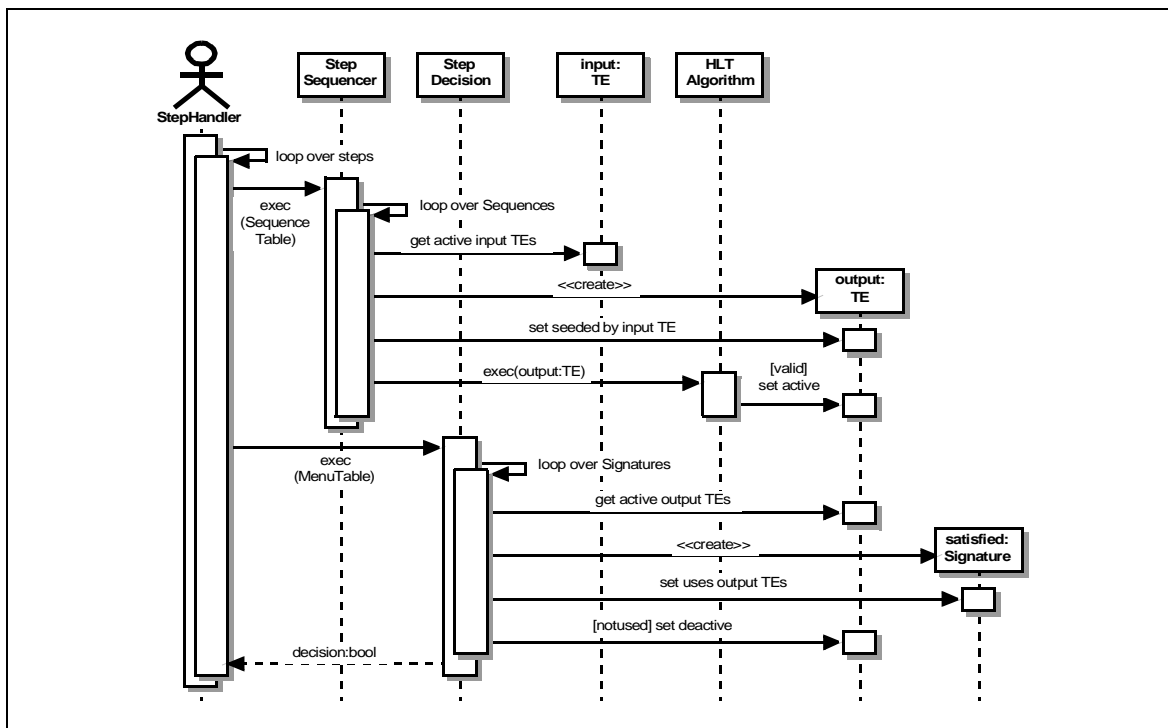 Step
Sequencer
Step
Decision
input:
TE
HLT
Algorithm
StepHandler
loop over steps
exec
(Sequence
Table)
loop over Sequences
get active input TEs
<<create>>
output:
TE
set seeded by input TE
exec(output:TE)
[valid]
set active
exec
(MenuTable)
loop over Signatures
get active output TEs
<<create>>
satisfied:
Signature
set uses output TEs
[notused] set deactive
decision:bool